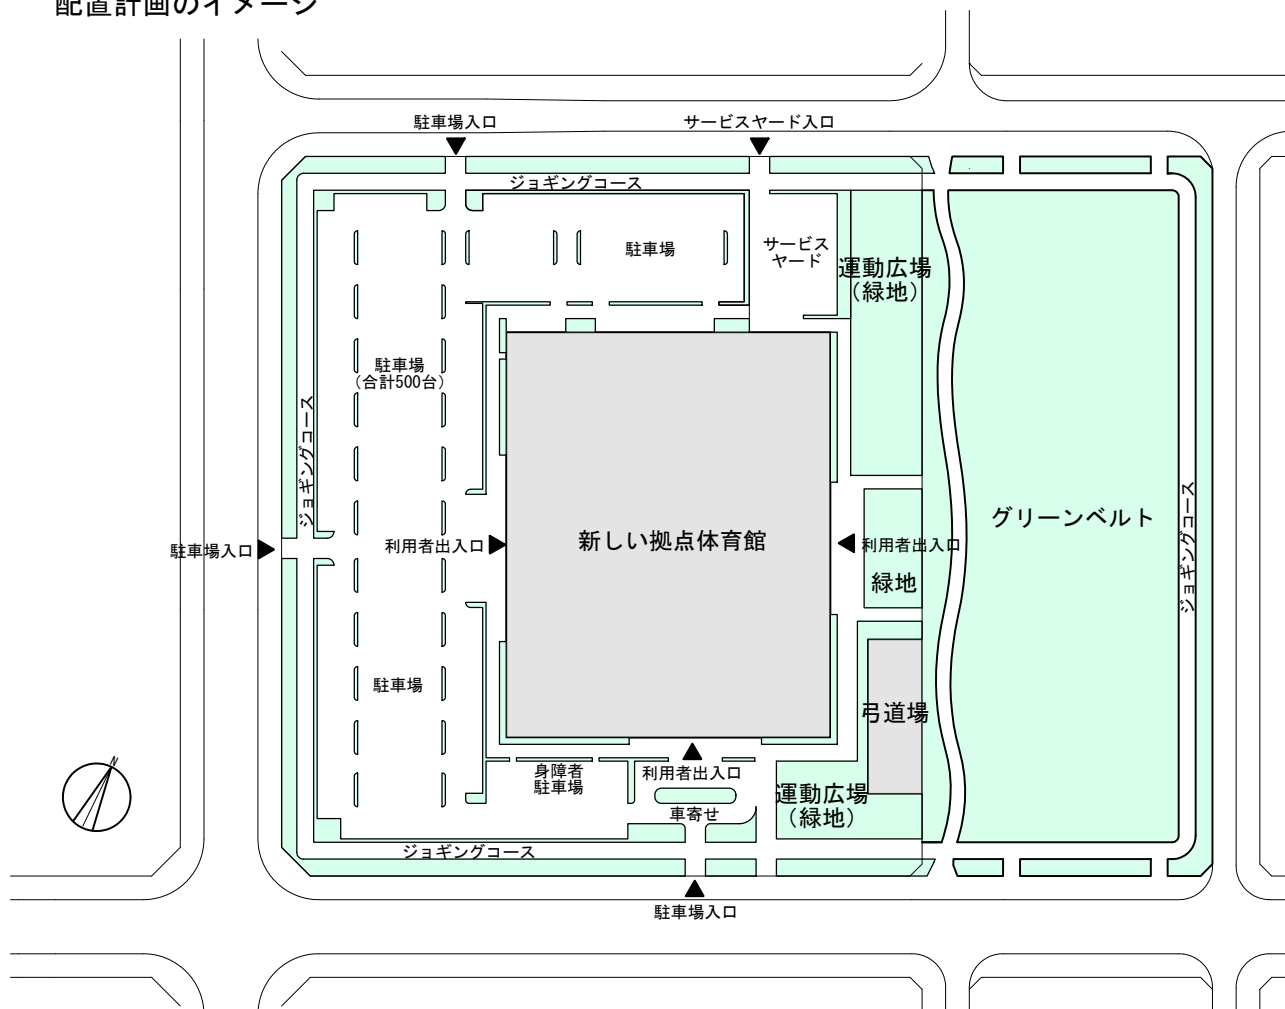 配置計画のイメージ
駐車場入口
サービスヤード入口
ジョギングコース
駐車場
サービス
ヤード
運動広場
（緑地）
駐車場
（合計500台）
ジョギングコース
グリーンベルト
ジョギングコース
駐車場入口
利用者出入口
新しい拠点体育館
利用者出入口
緑地
駐車場
弓道場
N
身障者
駐車場
利用者出入口
車寄せ
運動広場
（緑地）
ジョギングコース
駐車場入口